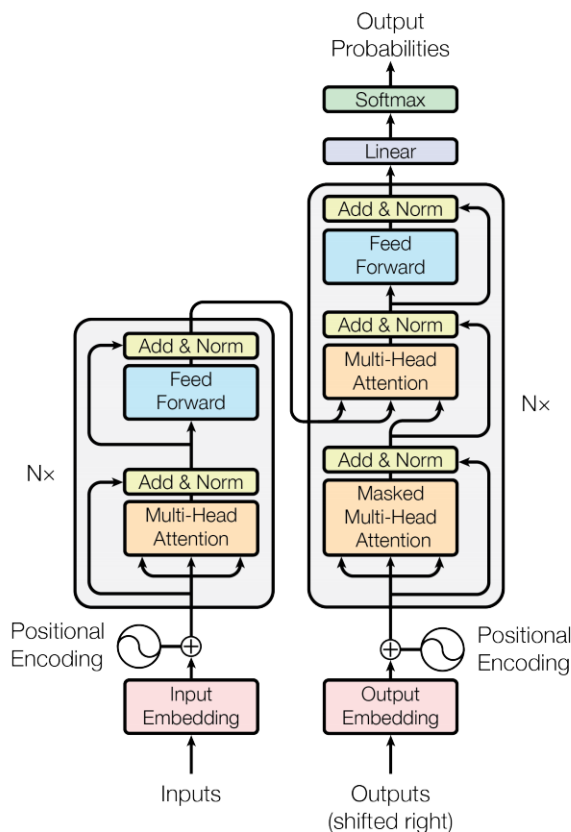 Output
Probabilities
Softmax
Linear
Add & Norm
Feed
Forward
Add & Norm
Multi-Head
Attention
Add & Norm
Masked
Multi-Head
Attention
Nx
Add & Norm
Feed
Forward
Add & Norm
Multi-Head
Attention
Nx
Positional
Encoding
Positional
Encoding
Input
Embedding
Output
Embedding
Inputs
Outputs
(shifted right)